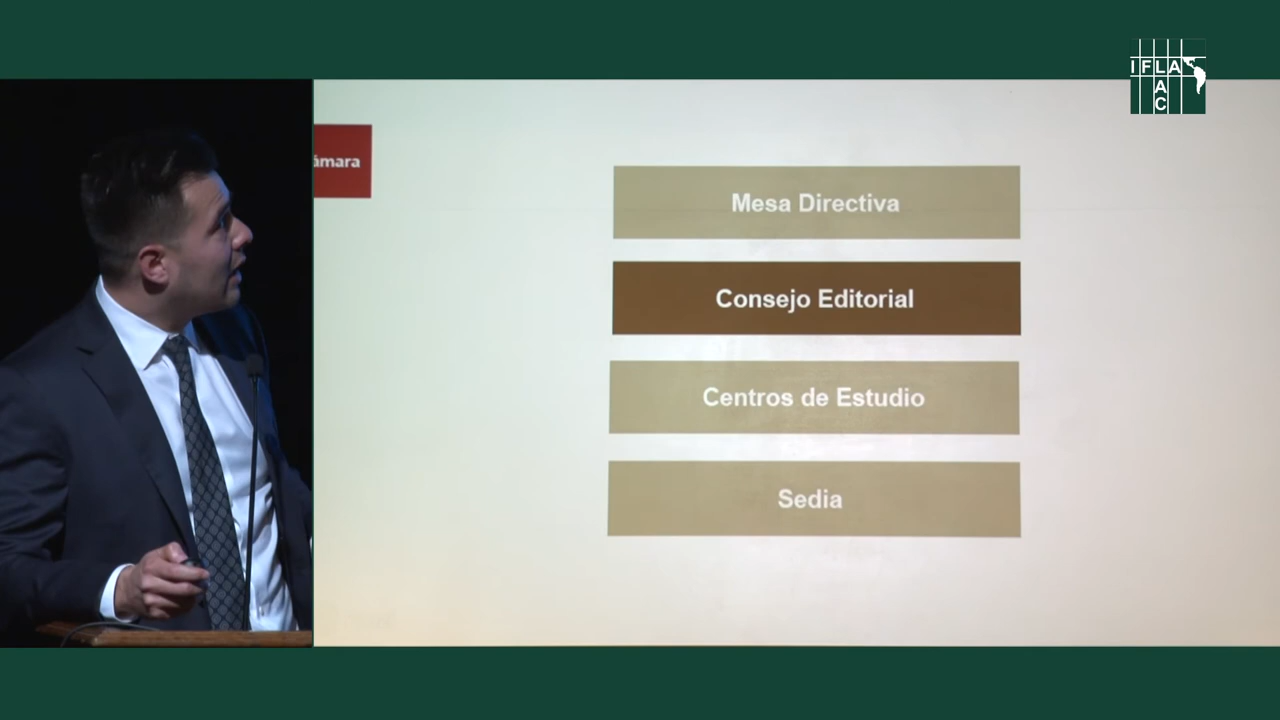 IFLA
LAC
ámara
Mesa Directiva
Consejo Editorial
Centros de Estudio
Sedia